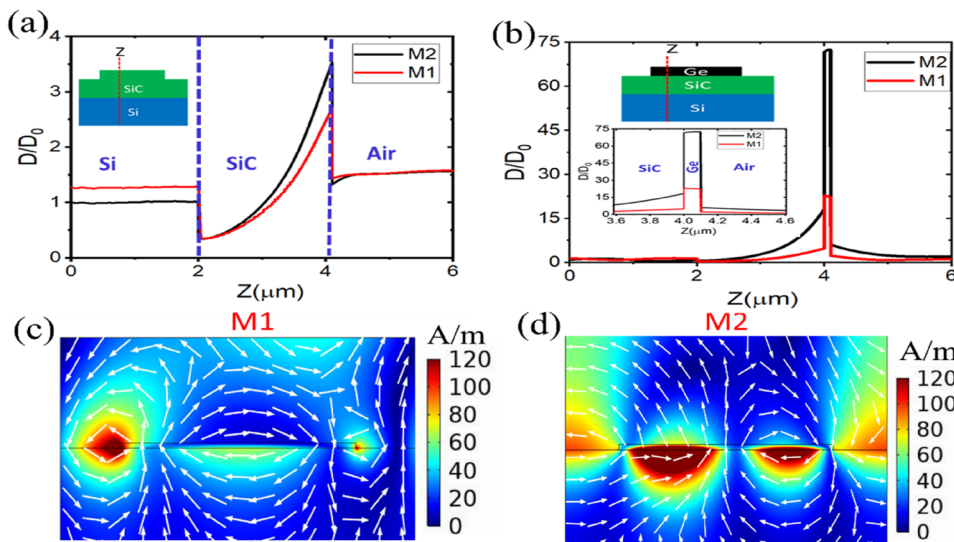 (a)
4
3
2
1
0
D/D0
M2
M1
Z
SiC
Si
Si
SiC
Air
0 2 4 6
Z(μm)
(b)
75
60
45
30
15
0
D/D0
M2
M1
Z
Ge
SiC
Si
75
60
45
30
15
0
D/D0
M2
M1
SiC
Ge
Air
3.6 3.8 4.0 4.2 4.4 4.6
Z(μm)
0 2 4 6
Z(μm)
(c)
M1
A/m
120
100
80
60
40
20
0
(d)
M2
A/m
120
100
80
60
40
20
0